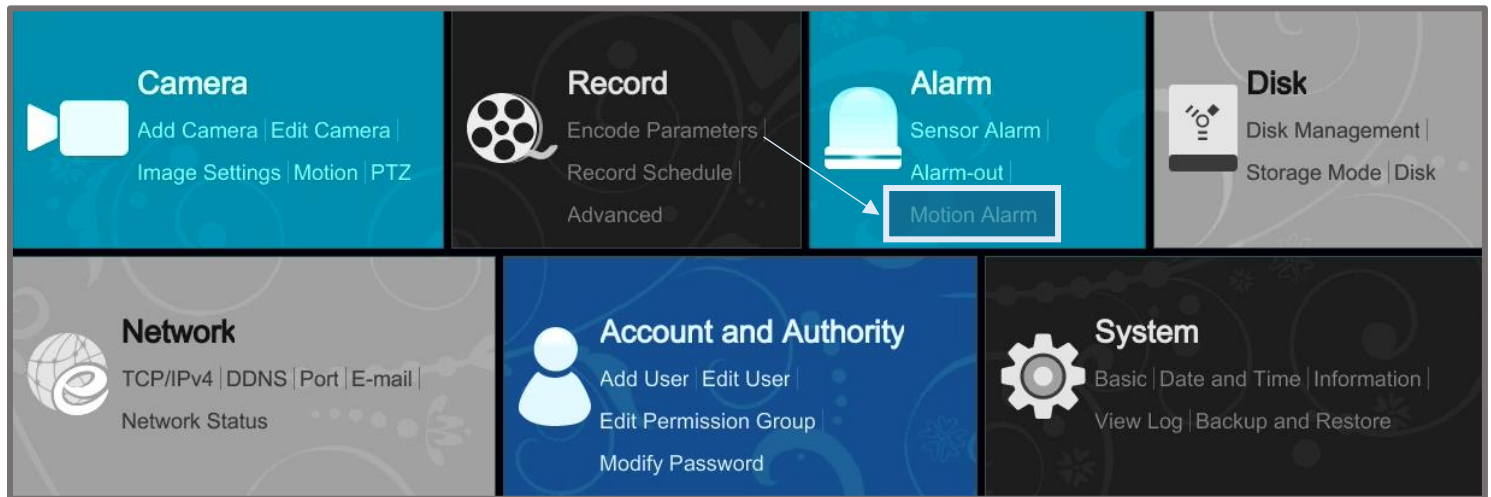 Camera
Add Camera | Edit Camera |
Image Settings | Motion | PTZ
Record
Encode Parameters |
Record Schedule |
Advanced
Alarm
Sensor Alarm |
Alarm-out |
Motion Alarm
Disk
Disk Management |
Storage Mode | Disk
Network
TCP/IPv4 | DDNS | Port | E-mail |
Network Status
Account and Authority
Add User | Edit User |
Edit Permission Group |
Modify Password
System
Basic | Date and Time | Information |
View Log | Backup and Restore